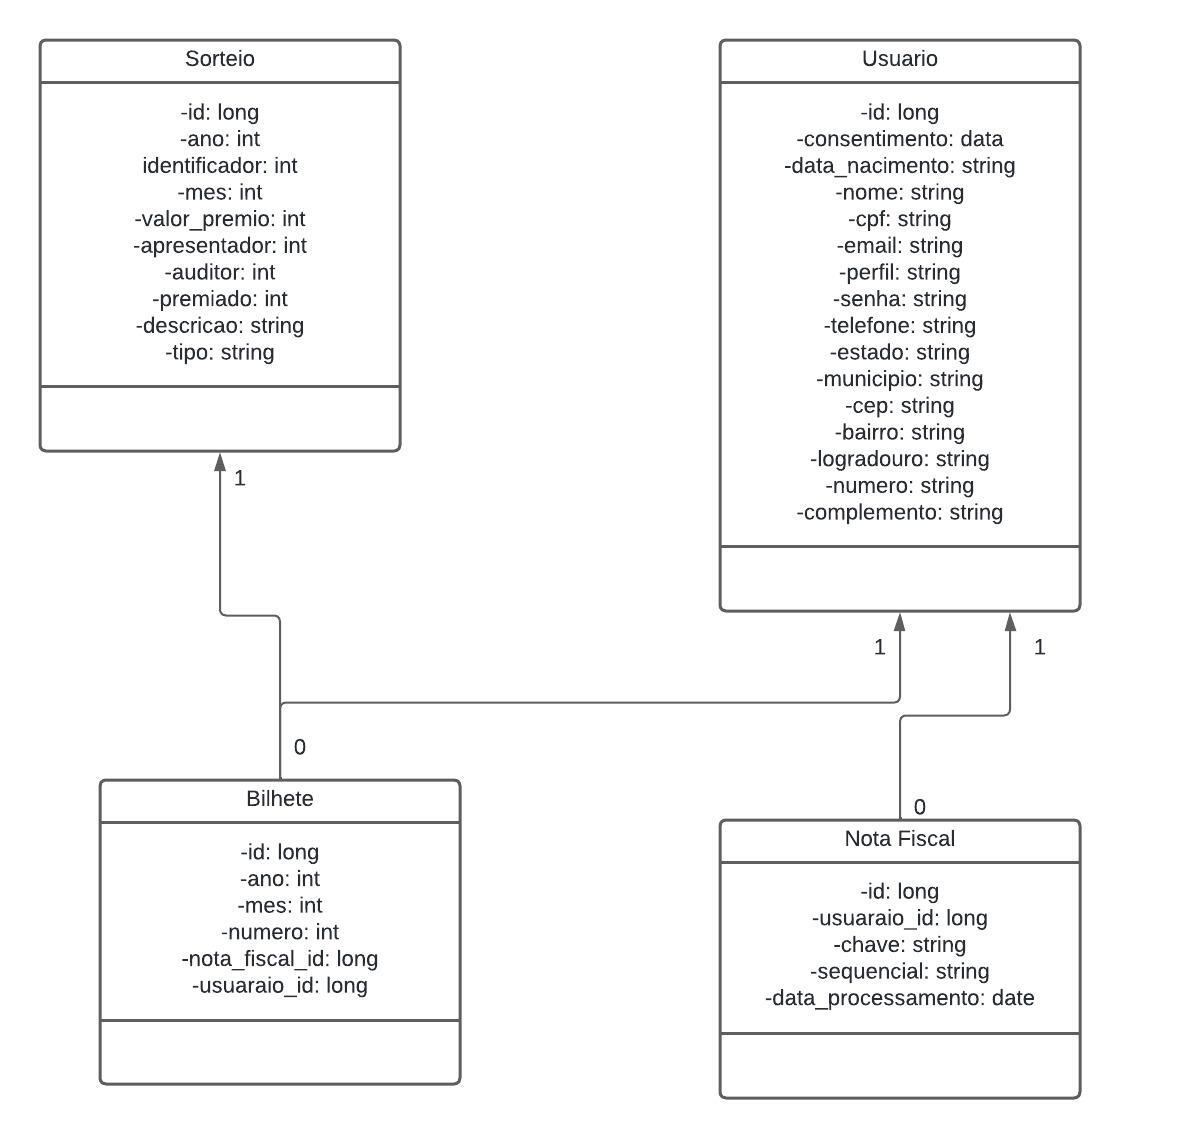 Sorteio
-id: long
-ano: int
identificador: int
-mes: int
-valor_premio: int
-apresentador: int
-auditor: int
-premiado: int
-descricao: string
-tipo: string
1
Usuario
-id: long
-consentimento: data
-data_nacimento: string
-nome: string
-cpf: string
-email: string
-perfil: string
-senha: string
-telefone: string
-estado: string
-municipio: string
-cep: string
-bairro: string
-logradouro: string
-numero: string
-complemento: string
1
1
0
Bilhete
-id: long
-ano: int
-mes: int
-numero: int
-nota_fiscal_id: long
-usuaraio_id: long
0
Nota Fiscal
-id: long
-usuaraio_id: long
-chave: string
-sequencial: string
-data_processamento: date